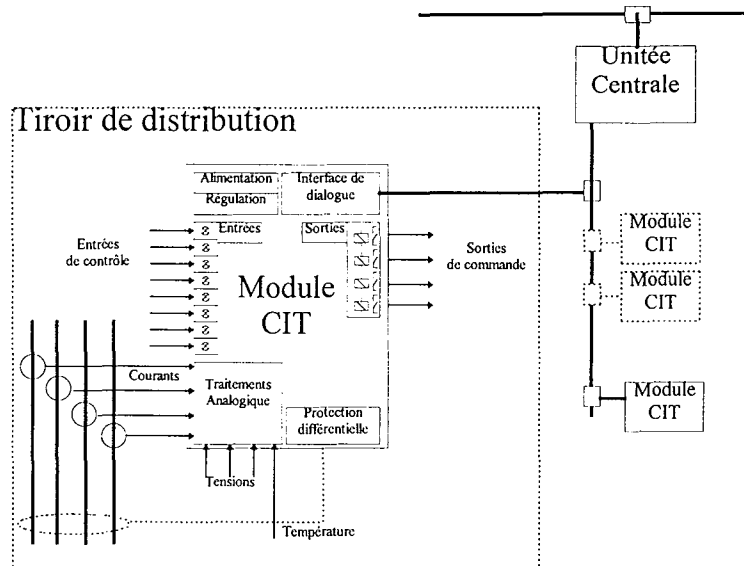 Unitée
Centrale
Tiroir de distribution
Alimentation
Régulation
Interface de
dialogue
Entrées
Sorties
Entrées
de contrôle
Sorties
de commande
Module
CIT
Module
CIT
Module
CIT
Module
CIT
Courants
Traitements
Analogique
Protection
différentielle
Tensions
Température